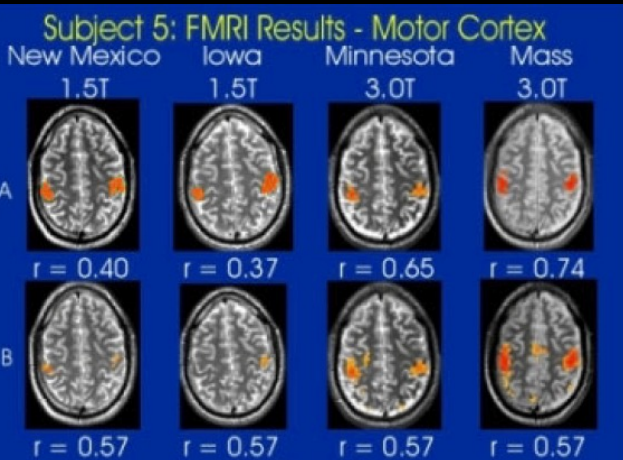 Subject 5: FMRI Results - Motor Cortex
New Mexico Iowa Minnesota Mass
1.5T 1.5T 3.0T 3.0T
A
r = 0.40 r = 0.37 r = 0.65 r = 0.74
B
r = 0.57 r = 0.57 r = 0.57 r = 0.57